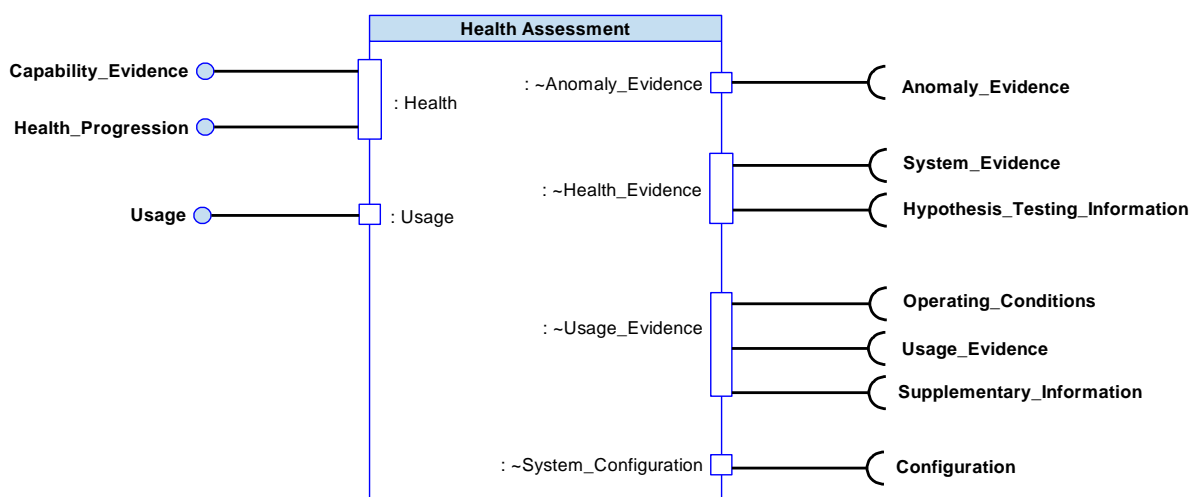 Health Assessment
Capability_Evidence
Health_Progression
: Health
Usage
: Usage
: ~Anomaly_Evidence
Anomaly_Evidence
: ~Health_Evidence
System_Evidence
Hypothesis_Testing_Information
: ~Usage_Evidence
Operating_Conditions
Usage_Evidence
Supplementary_Information
: ~System_Configuration
Configuration